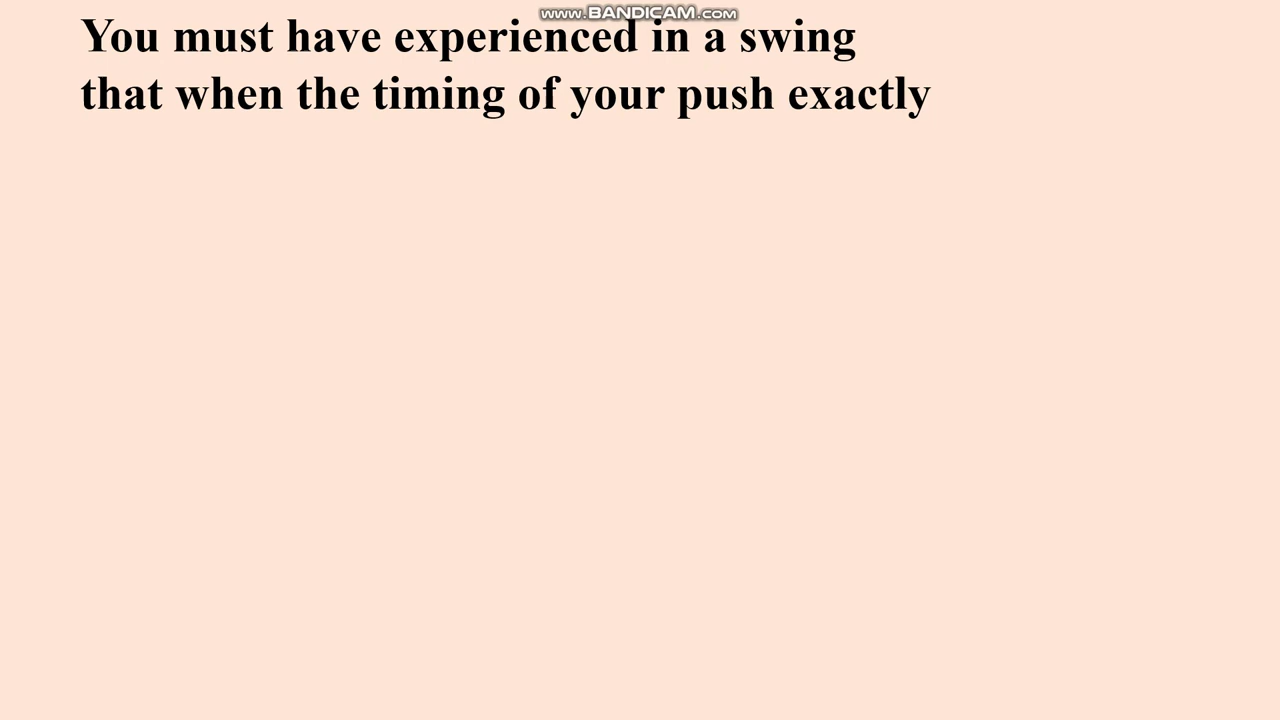 www.BANDICAM.com
You must have experienced in a swing
that when the timing of your push exactly